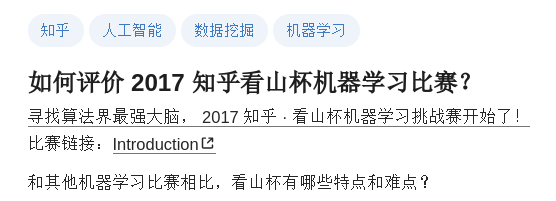 知乎 人工智能 数据挖掘 机器学习
如何评价 2017 知乎看山杯机器学习比赛？
寻找算法界最强大脑， 2017 知乎 · 看山杯机器学习挑战赛开始了！
比赛链接：Introduction
和其他机器学习比赛相比，看山杯有哪些特点和难点？